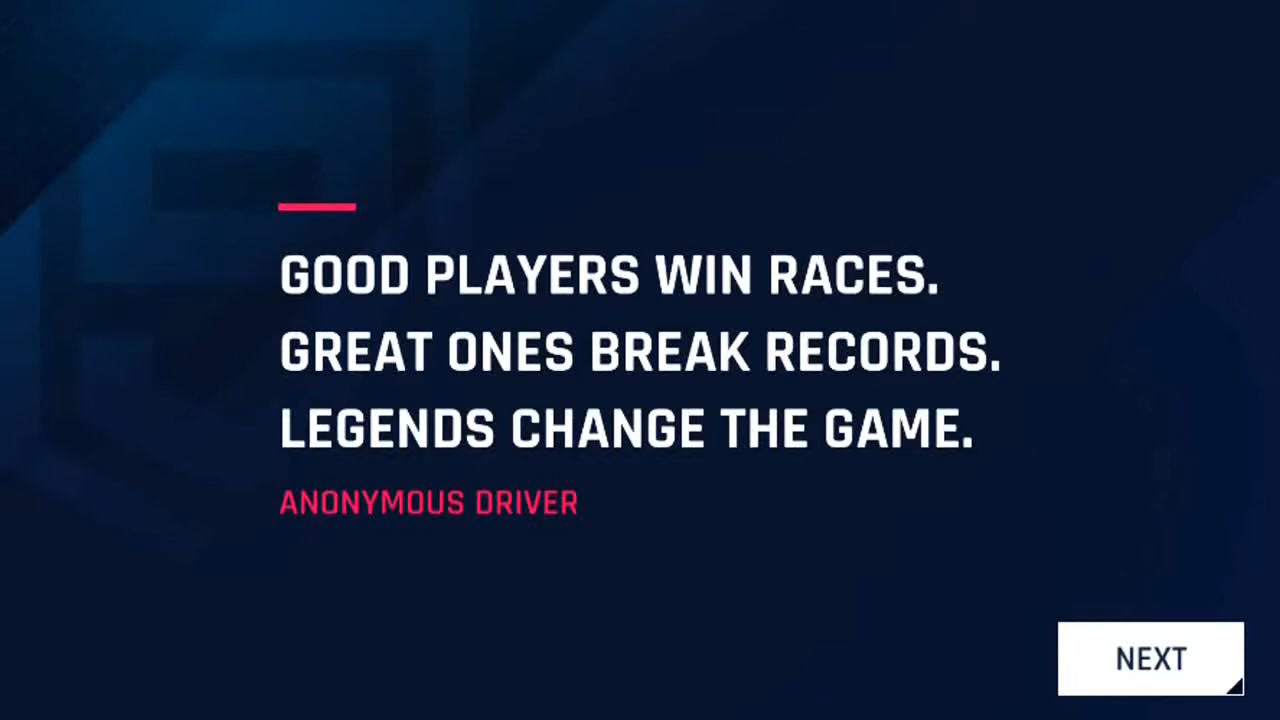 GOOD PLAYERS WIN RACES.
GREAT ONES BREAK RECORDS.
LEGENDS CHANGE THE GAME.
ANONYMOUS DRIVER
NEXT